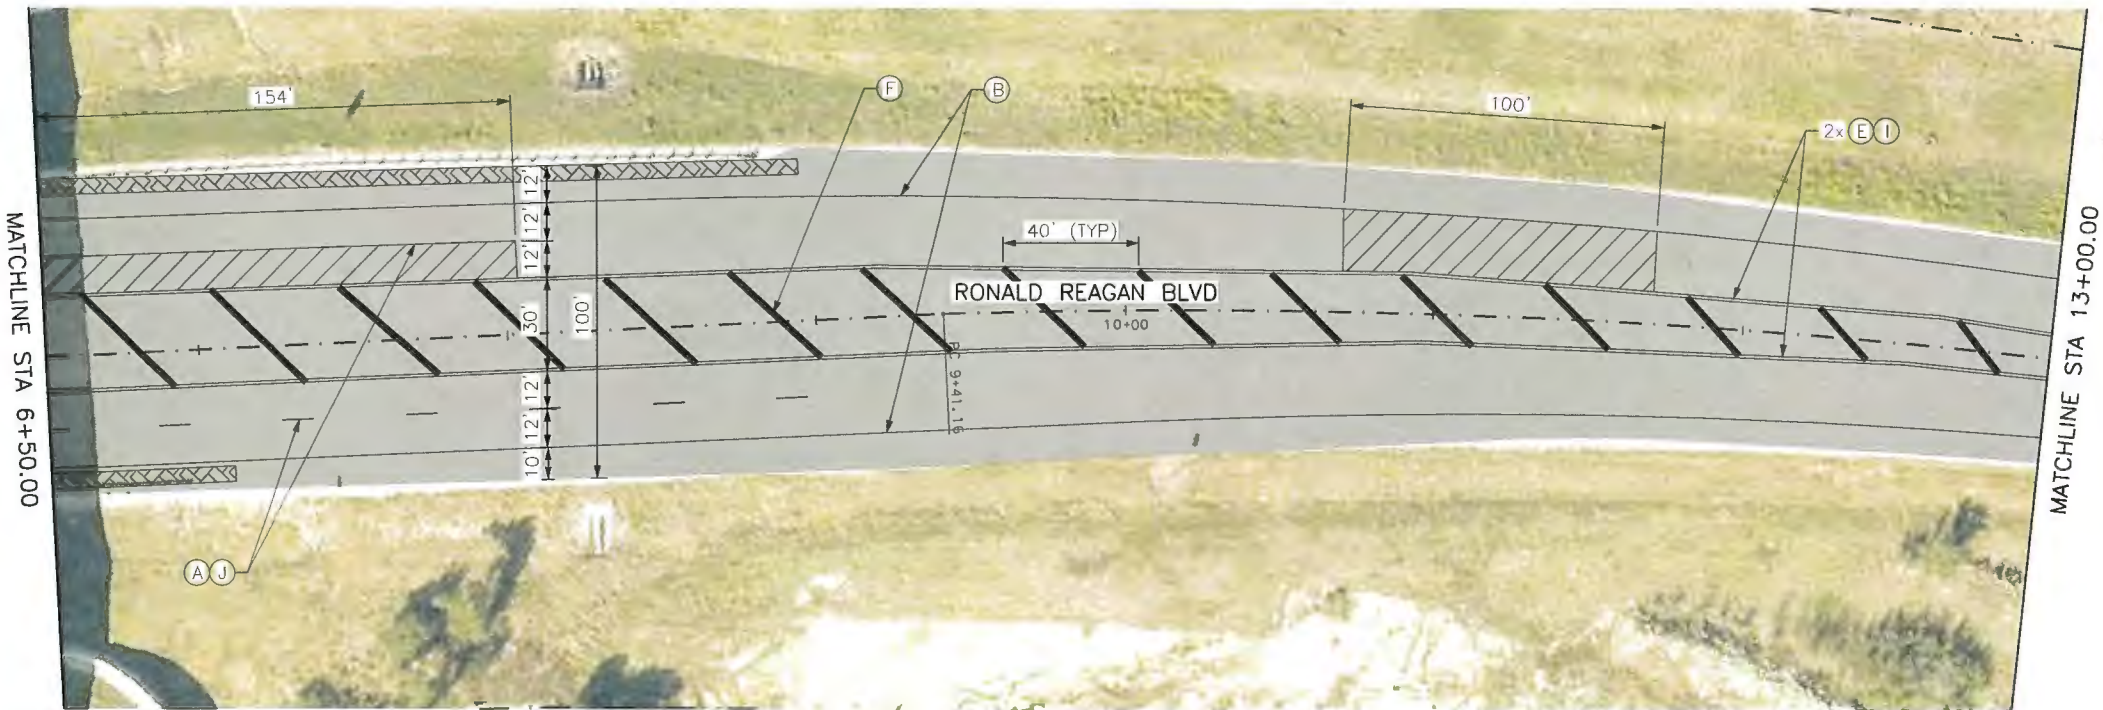 154'
F
B
100'
2x E I
12'
12'
12'
30'
100'
12'
12'
10'
40' (TYP)
RONALD REAGAN BLVD
10+00
PC 9+41.16
A J
MATCHLINE STA 6+50.00
MATCHLINE STA 13+00.00